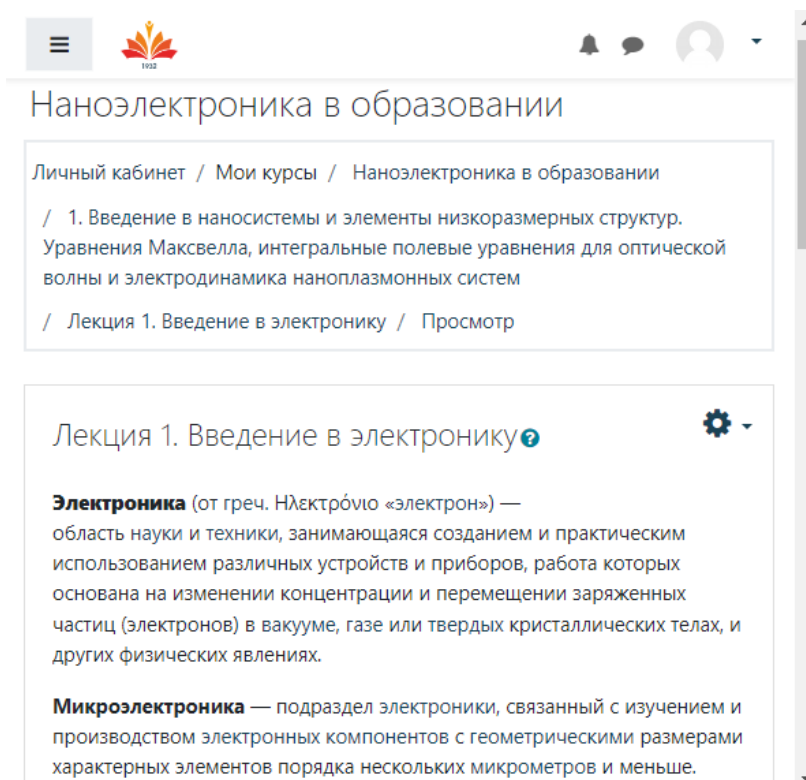 1932
Наноэлектроника в образовании
Личный кабинет / Мои курсы / Наноэлектроника в образовании
/ 1. Введение в наносистемы и элементы низкоразмерных структур.
Уравнения Максвелла, интегральные полевые уравнения для оптической
волны и электродинамика наноплазмонных систем
/ Лекция 1. Введение в электронику / Просмотр
Лекция 1. Введение в электронику
Электроника (от греч. Ηλεκτρόνιο «электрон») —
область науки и техники, занимающаяся созданием и практическим
использованием различных устройств и приборов, работа которых
основана на изменении концентрации и перемещении заряженных
частиц (электронов) в вакууме, газе или твердых кристаллических телах, и
других физических явлениях.
Микроэлектроника — подраздел электроники, связанный с изучением и
производством электронных компонентов с геометрическими размерами
характерных элементов порядка нескольких микрометров и меньше.